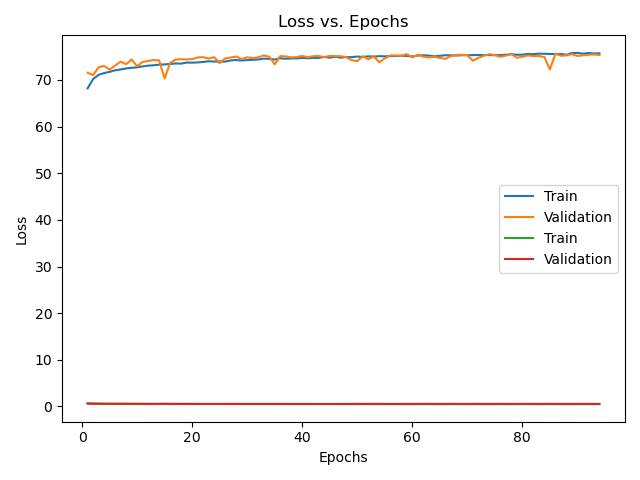 Loss vs. Epochs
70
60
50
40
30
20
10
0
Loss
0 20 40 60 80
Epochs
Train
Validation
Train
Validation